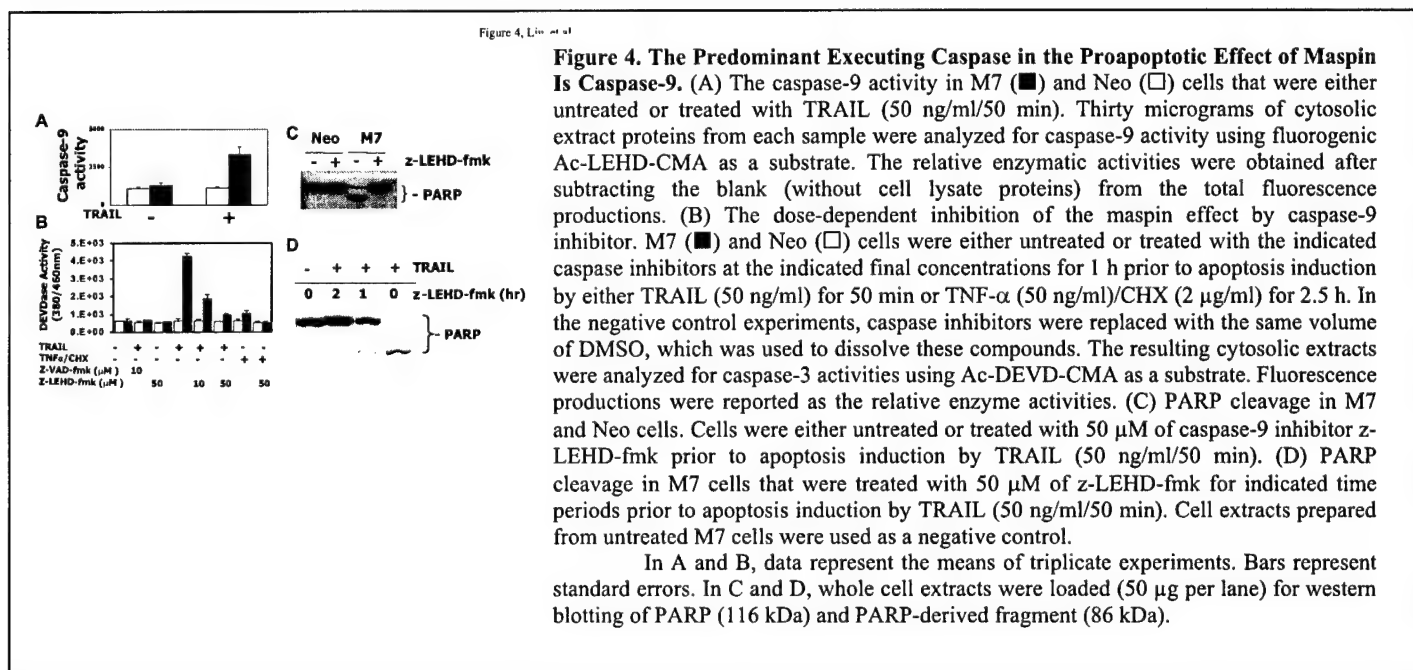 Figure 4, Liu et al
Figure 4. The Predominant Executing Caspase in the Proapoptotic Effect of Maspin
Is Caspase-9. (A) The caspase-9 activity in M7 (■) and Neo (□) cells that were either
untreated or treated with TRAIL (50 ng/ml/50 min). Thirty micrograms of cytosolic
extract proteins from each sample were analyzed for caspase-9 activity using fluorogenic
Ac-LEHD-CMA as a substrate. The relative enzymatic activities were obtained after
subtracting the blank (without cell lysate proteins) from the total fluorescence
productions. (B) The dose-dependent inhibition of the maspin effect by caspase-9
inhibitor. M7 (■) and Neo (□) cells were either untreated or treated with the indicated
caspase inhibitors at the indicated final concentrations for 1 h prior to apoptosis induction
by either TRAIL (50 ng/ml) for 50 min or TNF-α (50 ng/ml)/CHX (2 μg/ml) for 2.5 h. In
the negative control experiments, caspase inhibitors were replaced with the same volume
of DMSO, which was used to dissolve these compounds. The resulting cytosolic extracts
were analyzed for caspase-3 activities using Ac-DEVD-CMA as a substrate. Fluorescence
productions were reported as the relative enzyme activities. (C) PARP cleavage in M7
and Neo cells. Cells were either untreated or treated with 50 μM of caspase-9 inhibitor z-
LEHD-fmk prior to apoptosis induction by TRAIL (50 ng/ml/50 min). (D) PARP
cleavage in M7 cells that were treated with 50 μM of z-LEHD-fmk for indicated time
periods prior to apoptosis induction by TRAIL (50 ng/ml/50 min). Cell extracts prepared
from untreated M7 cells were used as a negative control.
In A and B, data represent the means of triplicate experiments. Bars represent
standard errors. In C and D, whole cell extracts were loaded (50 μg per lane) for western
blotting of PARP (116 kDa) and PARP-derived fragment (86 kDa).
A
Caspase-9
activity
0
TRAIL - +
B
DEVDase Activity
(380/460nm)
5.E+03
4.E+03
3.E+03
2.E+03
1.E+03
0.E+00
TRAIL - + - - + + + - -
TNFα/CHX - - - - - - - + +
Z-VAD-fmk (μM) 10
Z-LEHD-fmk (μM) 50 10 50 50
C
Neo M7
- + - + z-LEHD-fmk
- PARP
D
- + + + TRAIL
0 2 1 0 z-LEHD-fmk (hr)
- PARP